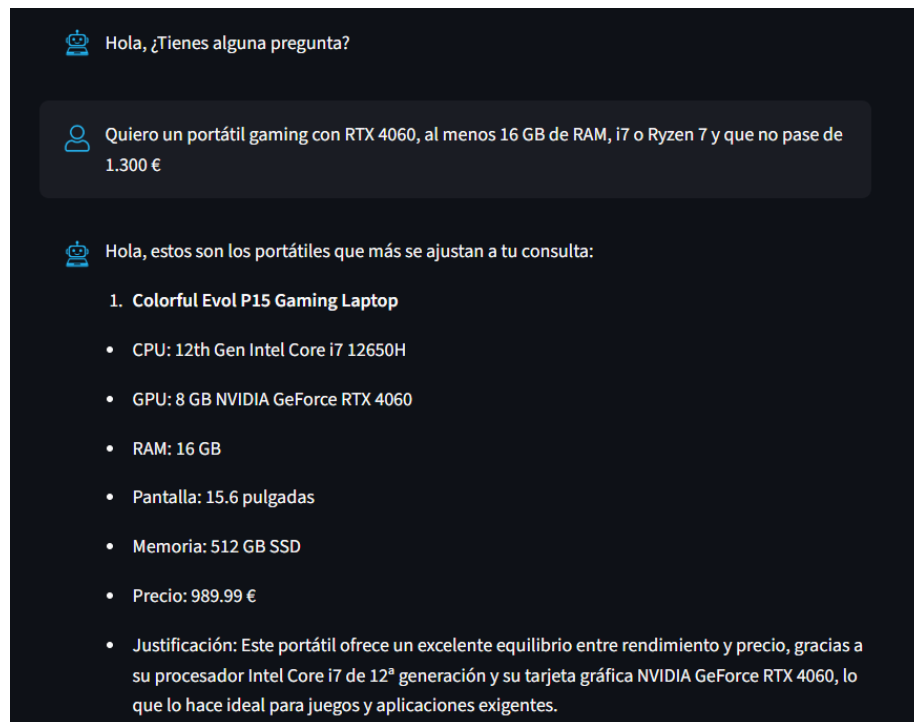 Hola, ¿Tienes alguna pregunta?
Quiero un portátil gaming con RTX 4060, al menos 16 GB de RAM, i7 o Ryzen 7 y que no pase de
1.300 €
Hola, estos son los portátiles que más se ajustan a tu consulta:
1. Colorful Evol P15 Gaming Laptop
• CPU: 12th Gen Intel Core i7 12650H
• GPU: 8 GB NVIDIA GeForce RTX 4060
• RAM: 16 GB
• Pantalla: 15.6 pulgadas
• Memoria: 512 GB SSD
• Precio: 989.99 €
• Justificación: Este portátil ofrece un excelente equilibrio entre rendimiento y precio, gracias a
su procesador Intel Core i7 de 12ª generación y su tarjeta gráfica NVIDIA GeForce RTX 4060, lo
que lo hace ideal para juegos y aplicaciones exigentes.